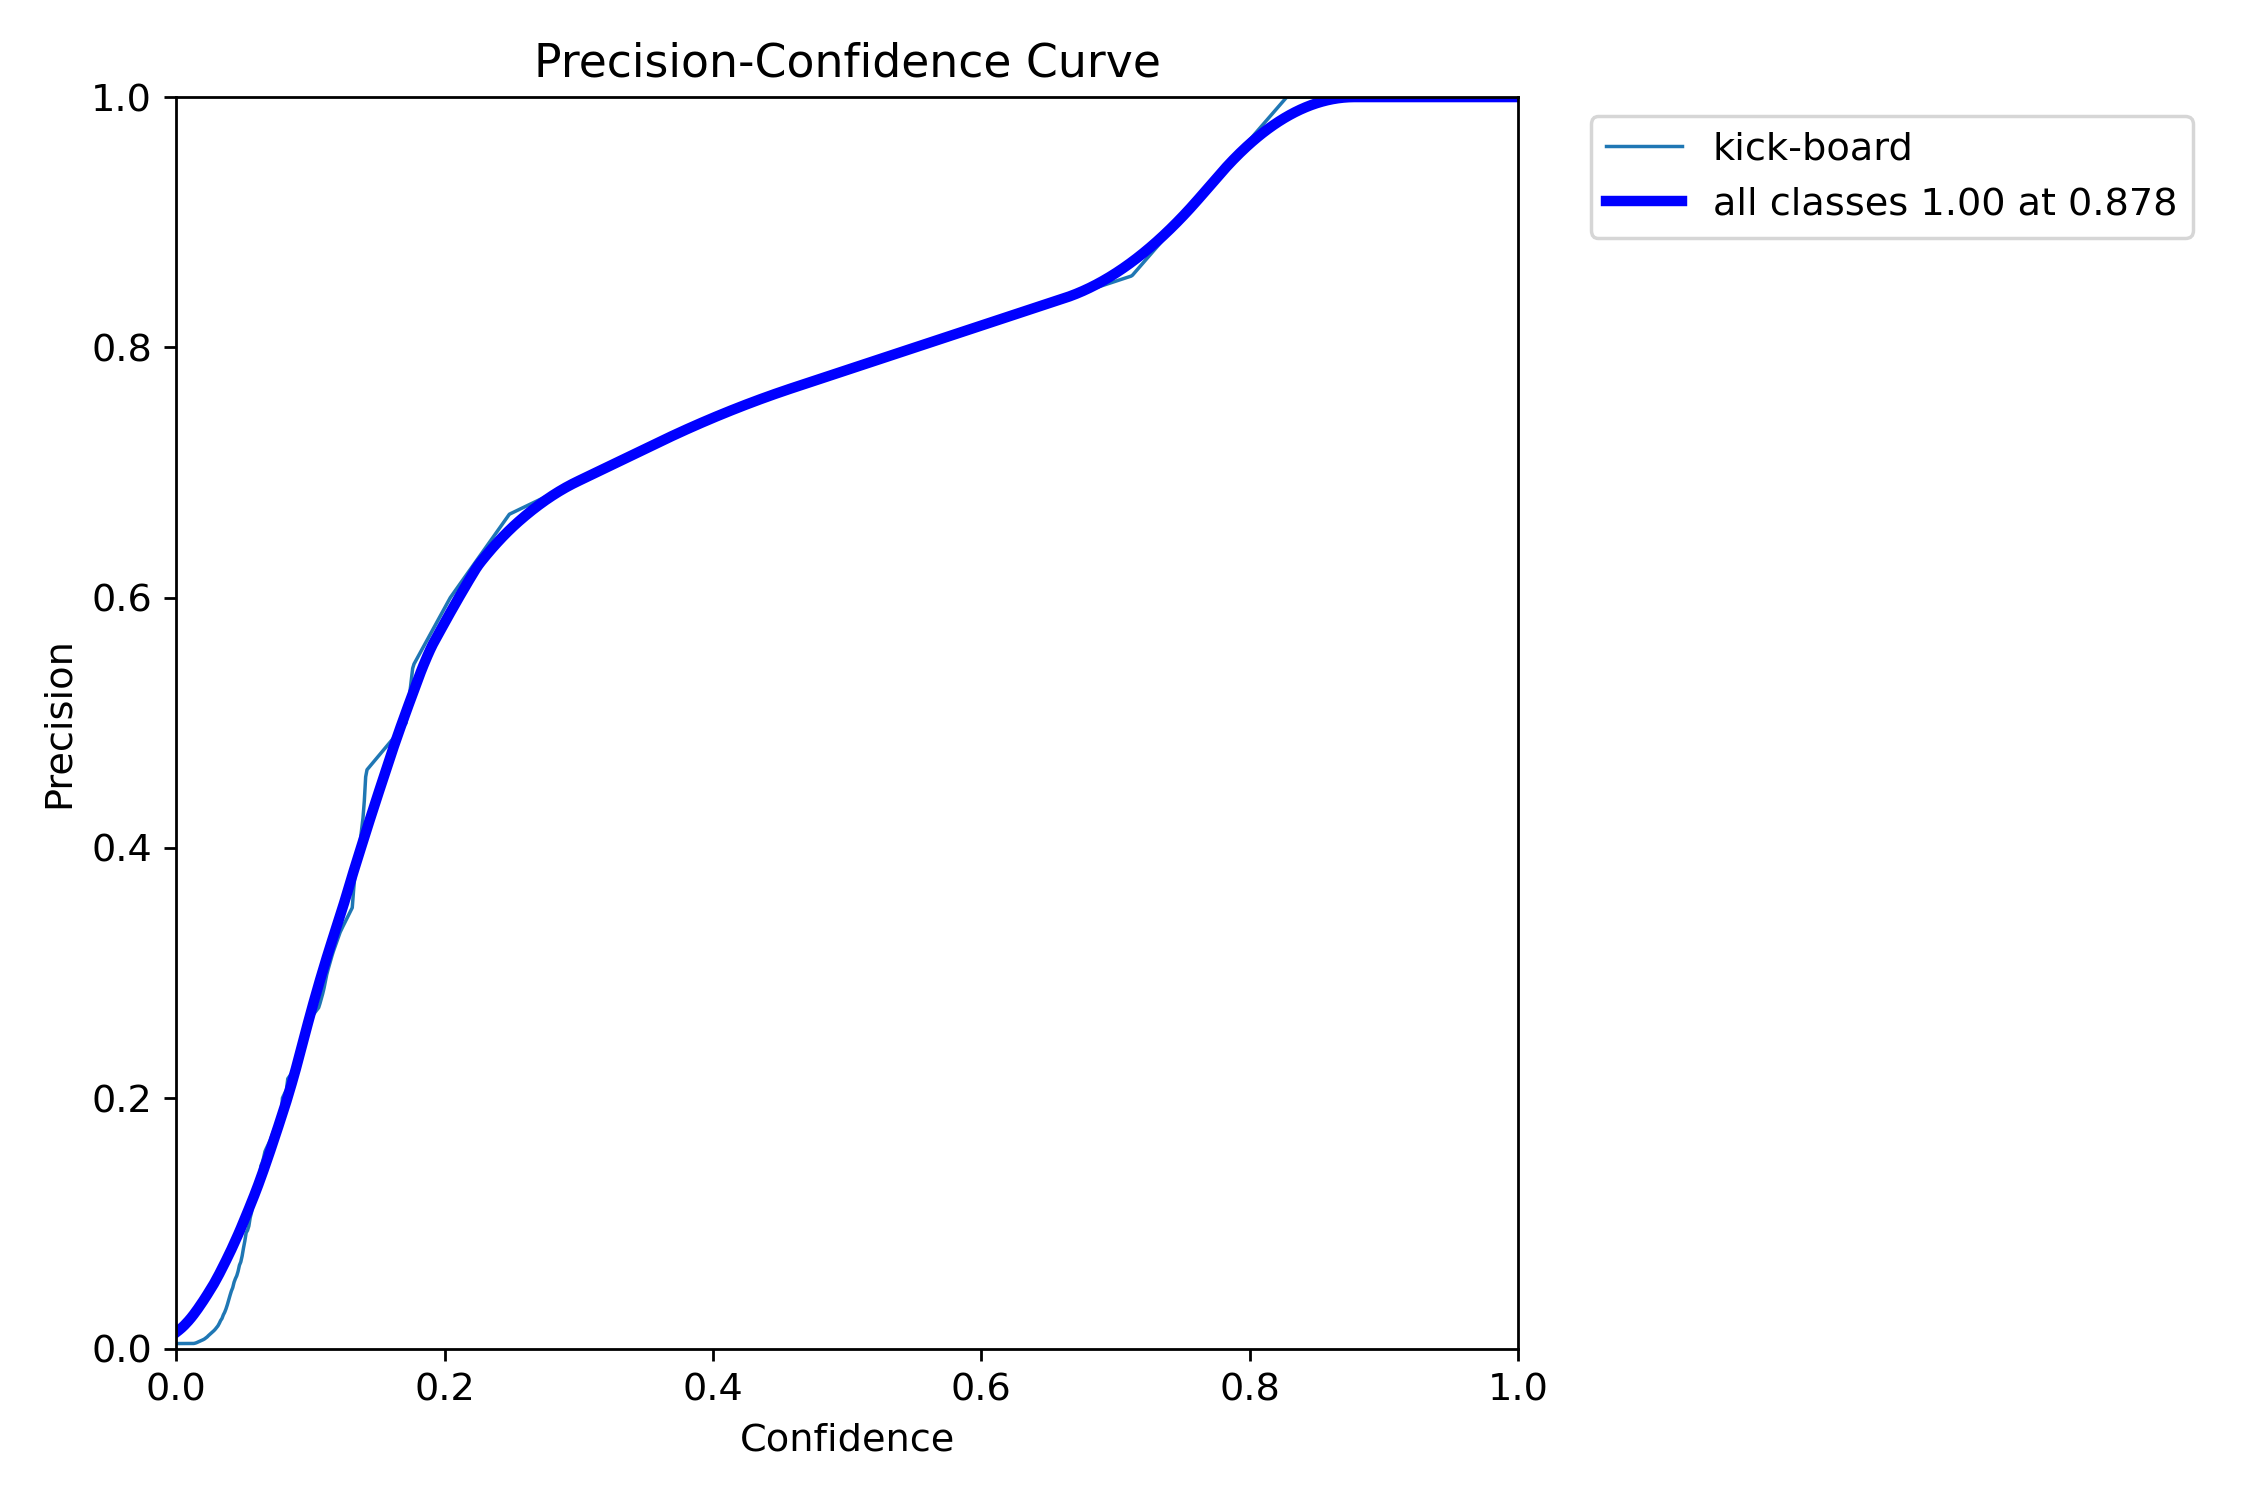 Precision-Confidence Curve
1.0
0.8
0.6
0.4
0.2
0.0
Precision
0.0 0.2 0.4 0.6 0.8 1.0
Confidence
kick-board
all classes 1.00 at 0.878